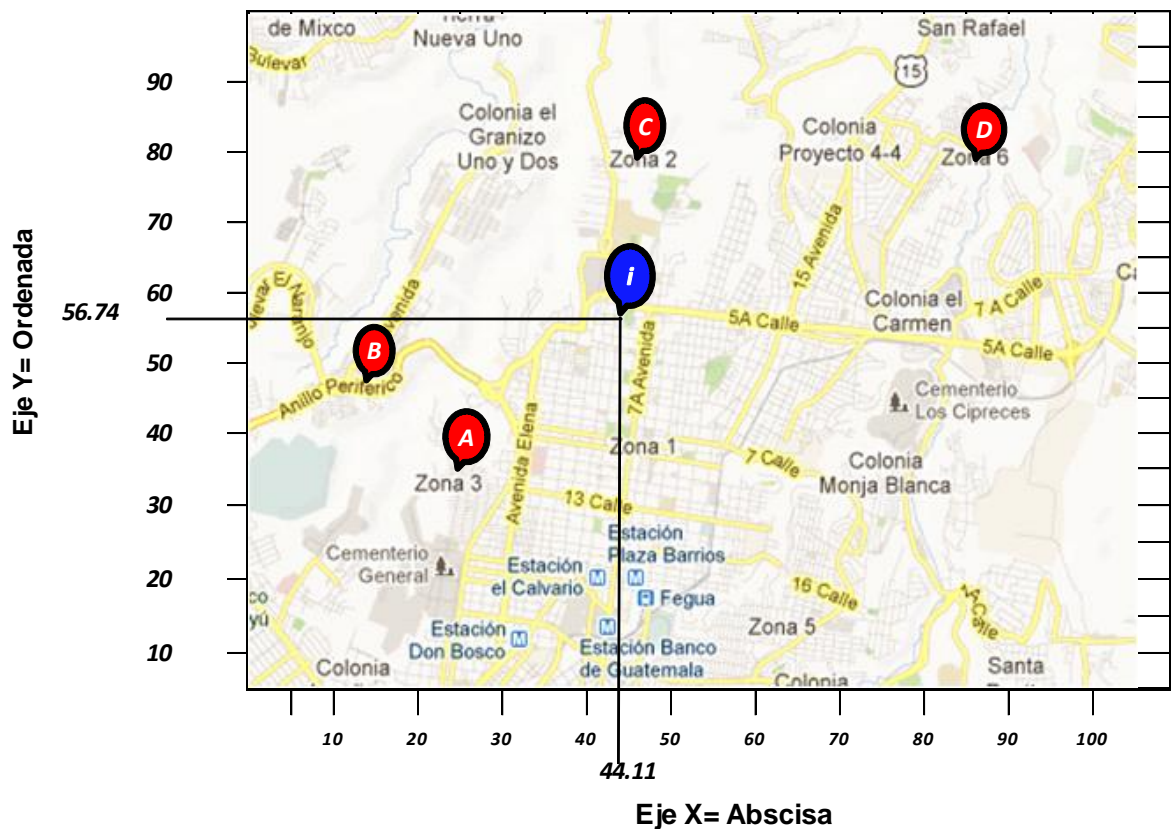 de Mixco
Nueva Uno
San Rafael
Bulevar
15
90
Colonia el
Granizo
Uno y Dos
C
Colonia
Proyecto 4-4
D
80
Zona 2
Zona 6
70
15 Avenida
i
El Naranjo
60
7 A Calle
Colonia el
Carmen
56.74
5A Calle
5A Calle
50
B
Anillo Periférico
7A Avenida
Cementerio
Los Cipreces
40
A
Avenida Elena
Zona 1
7 Calle
Colonia
Monja Blanca
Zona 3
30
13 Calle
Estación
Plaza Barrios
Cementerio
General
Estación
el Calvario
M
M
20
Fegua
16 Calle
Estación
Don Bosco
M
M
Zona 5
Estación Banco
de Guatemala
10
Colonia
Colonia
Santa
Eje Y= Ordenada
10
20
30
40
50
60
70
80
90
100
44.11
Eje X= Abscisa